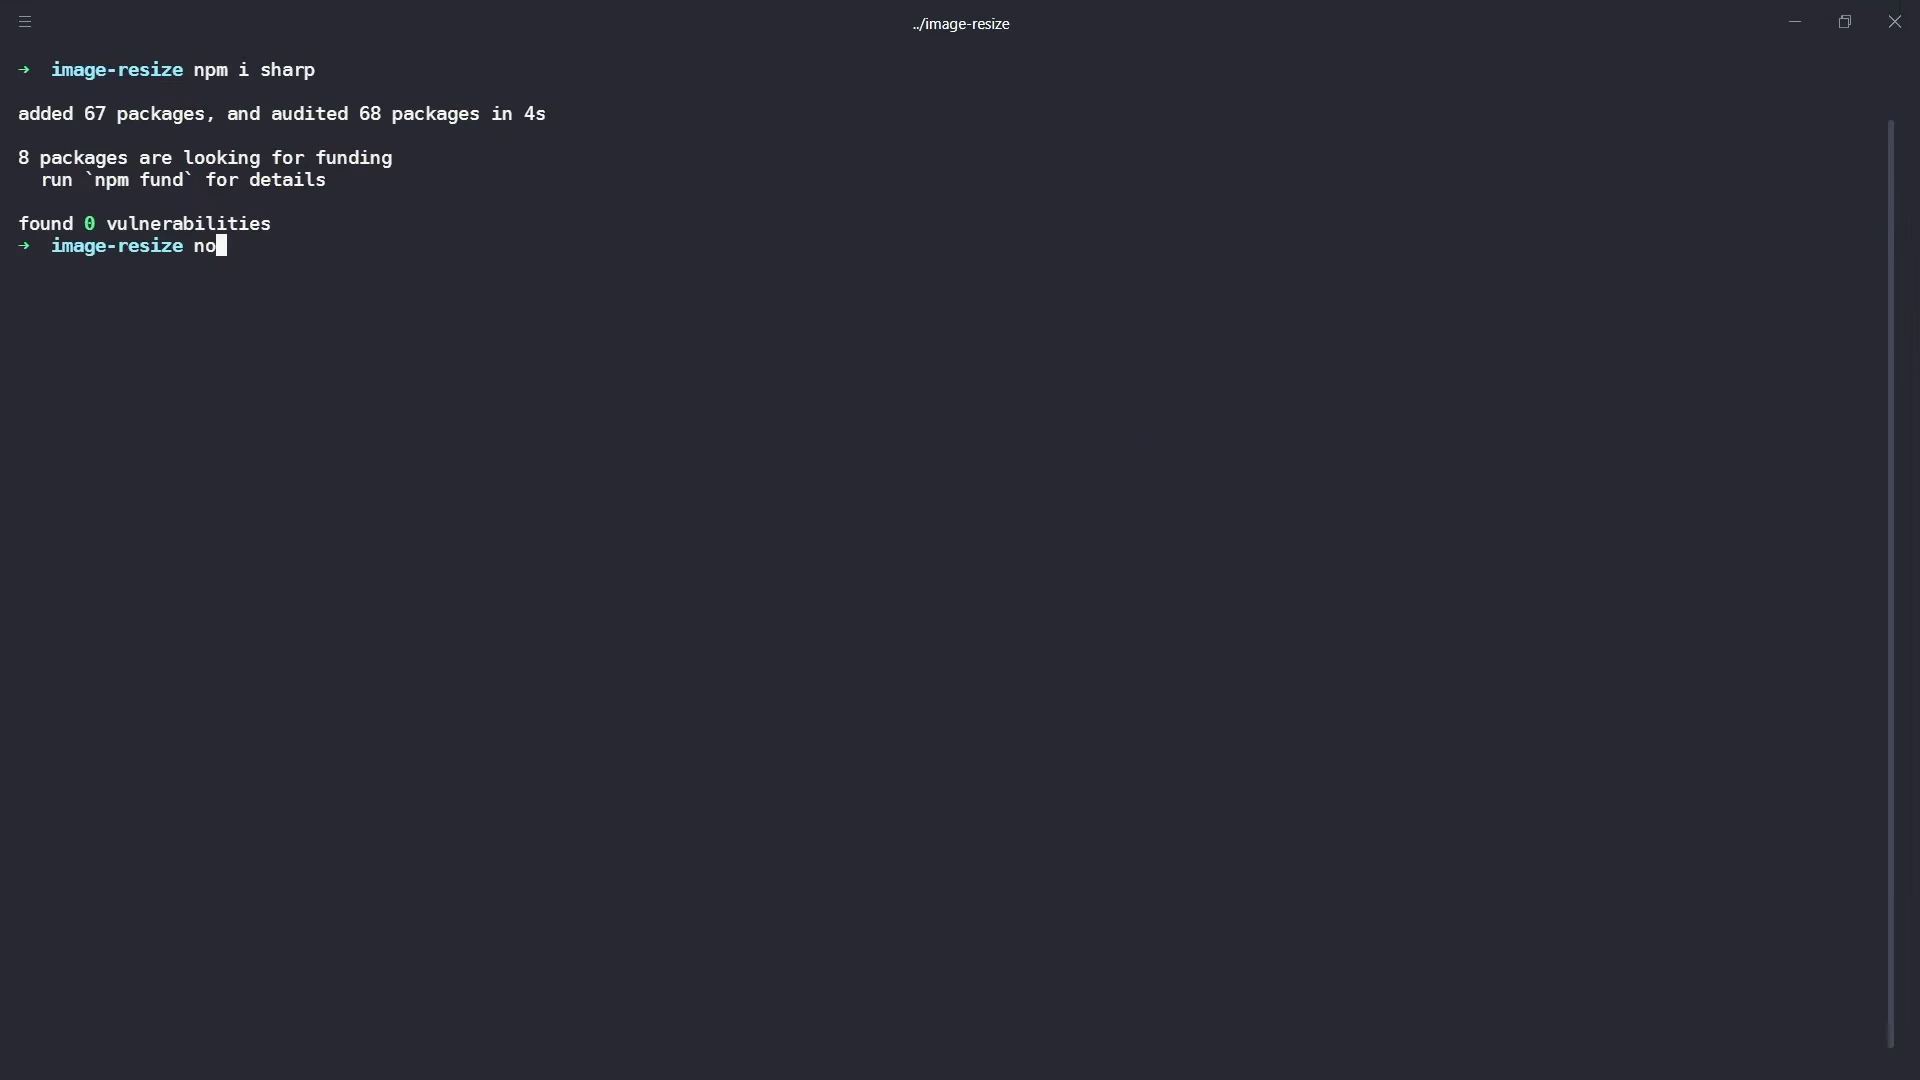 ../image-resize
➜  image-resize npm i sharp
added 67 packages, and audited 68 packages in 4s
8 packages are looking for funding
  run `npm fund` for details
found 0 vulnerabilities
➜  image-resize no